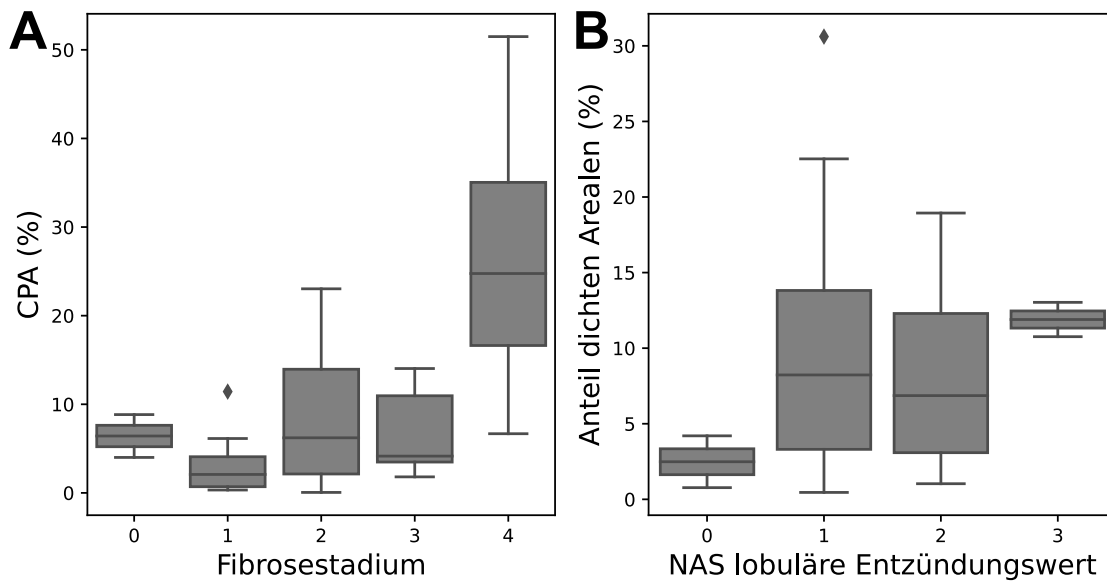 A
CPA (%)
50
40
30
20
10
0
0 1 2 3 4
Fibrosestadium
B
Anteil dichten Arealen (%)
30
25
20
15
10
5
0
0 1 2 3
NAS lobuläre Entzündungswert